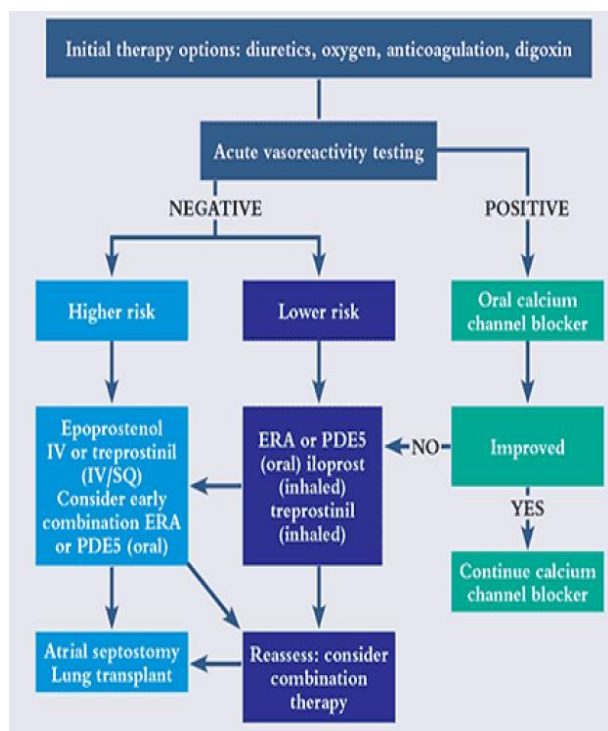 Initial therapy options: diuretics, oxygen, anticoagulation, digoxin
Acute vasoreactivity testing
NEGATIVE
POSITIVE
Higher risk
Lower risk
Oral calcium
channel blocker
Epoprostenol
IV or treprostinil
(IV/SQ)
Consider early
combination ERA
or PDE5 (oral)
ERA or PDE5
(oral) iloprost
(inhaled)
treprostinil
(inhaled)
NO
Improved
YES
Continue calcium
channel blocker
Atrial septostomy
Lung transplant
Reassess: consider
combination
therapy